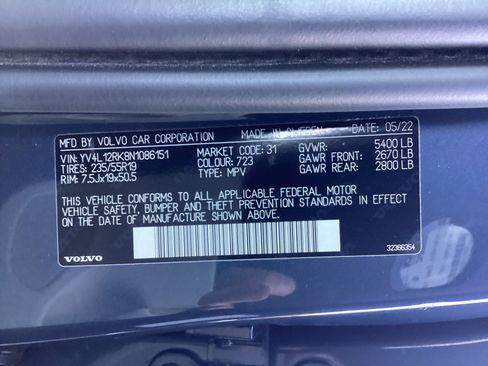 MFD BY VOLVO CAR CORPORATION MADE IN SWEDEN DATE: 05/22
VIN: YV4L12RK8N1086151 MARKET CODE: 31 GVWR: 5400 LB
TIRES: 235/55R19 COLOUR: 723 GAWR FRONT: 2670 LB
RIM: 7.5Jx19x50.5 TYPE: MPV GAWR REAR: 2800 LB
THIS VEHICLE CONFORMS TO ALL APPLICABLE FEDERAL MOTOR
VEHICLE SAFETY, BUMPER AND THEFT PREVENTION STANDARDS IN EFFECT
ON THE DATE OF MANUFACTURE SHOWN ABOVE.
VOLVO 32366354